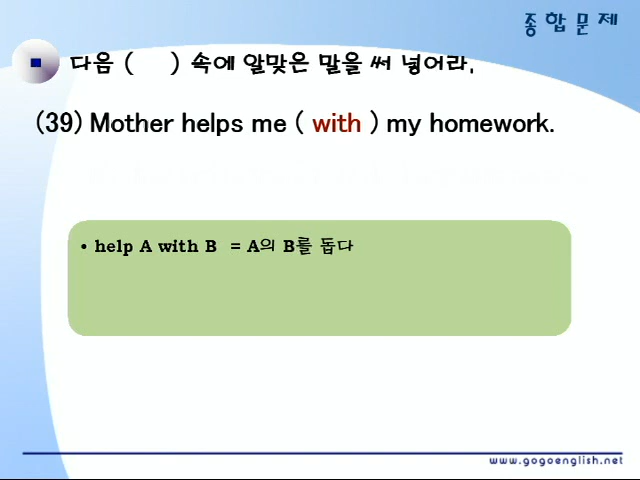 종합문제
다음 ( ) 속에 알맞은 말을 써 넣어라.
(39) Mother helps me ( with ) my homework.
• help A with B = A의 B를 돕다
www.gogoenglish.net